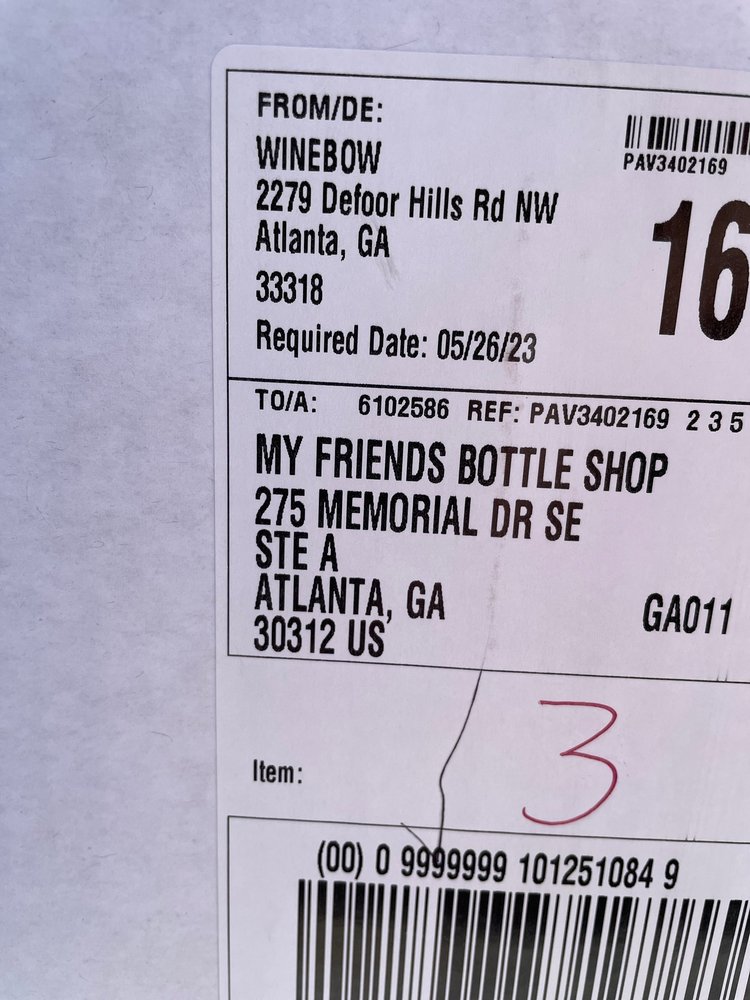 FROM/DE:
WINEBOW
2279 Defoor Hills Rd NW
Atlanta, GA
33318
Required Date: 05/26/23
PAV3402169
16
TO/A: 6102586 REF: PAV3402169 2 3 5
MY FRIENDS BOTTLE SHOP
275 MEMORIAL DR SE
STE A
ATLANTA, GA
30312 US
GA011
3
Item:
(00) 0 9999999 101251084 9